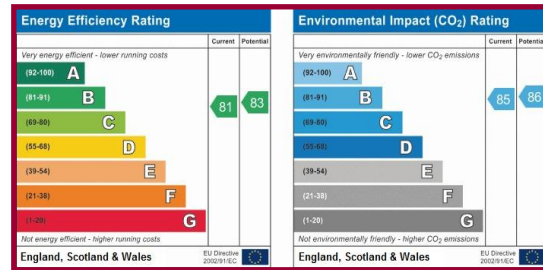 Energy Efficiency Rating
Current Potential
Very energy efficient - lower running costs
(92-100) A
(81-91) B
(69-80) C
(55-68) D
(39-54) E
(21-38) F
(1-20) G
81
83
Not energy efficient - higher running costs
England, Scotland & Wales
EU Directive
2002/91/EC
Environmental Impact (CO2) Rating
Current Potential
Very environmentally friendly - lower CO2 emissions
(92-100) A
(81-91) B
(69-80) C
(55-68) D
(39-54) E
(21-38) F
(1-20) G
85
86
Not environmentally friendly - higher CO2 emissions
England, Scotland & Wales
EU Directive
2002/91/EC